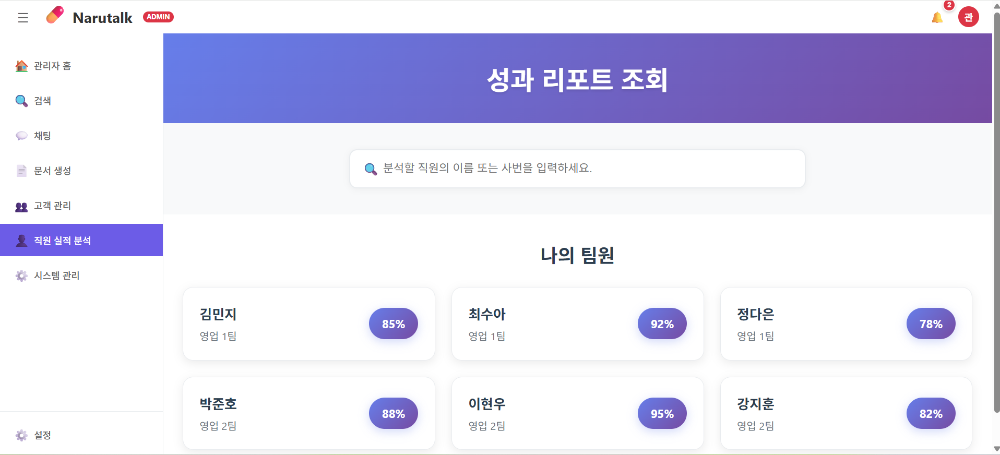 ☰ Narutalk ADMIN
2
관
관리자 홈
검색
채팅
문서 생성
고객 관리
직원 실적 분석
시스템 관리
설정
성과 리포트 조회
분석할 직원의 이름 또는 사번을 입력하세요.
나의 팀원
김민지
영업 1팀
85%
최수아
영업 1팀
92%
정다은
영업 1팀
78%
박준호
영업 2팀
88%
이현우
영업 2팀
95%
강지훈
영업 2팀
82%